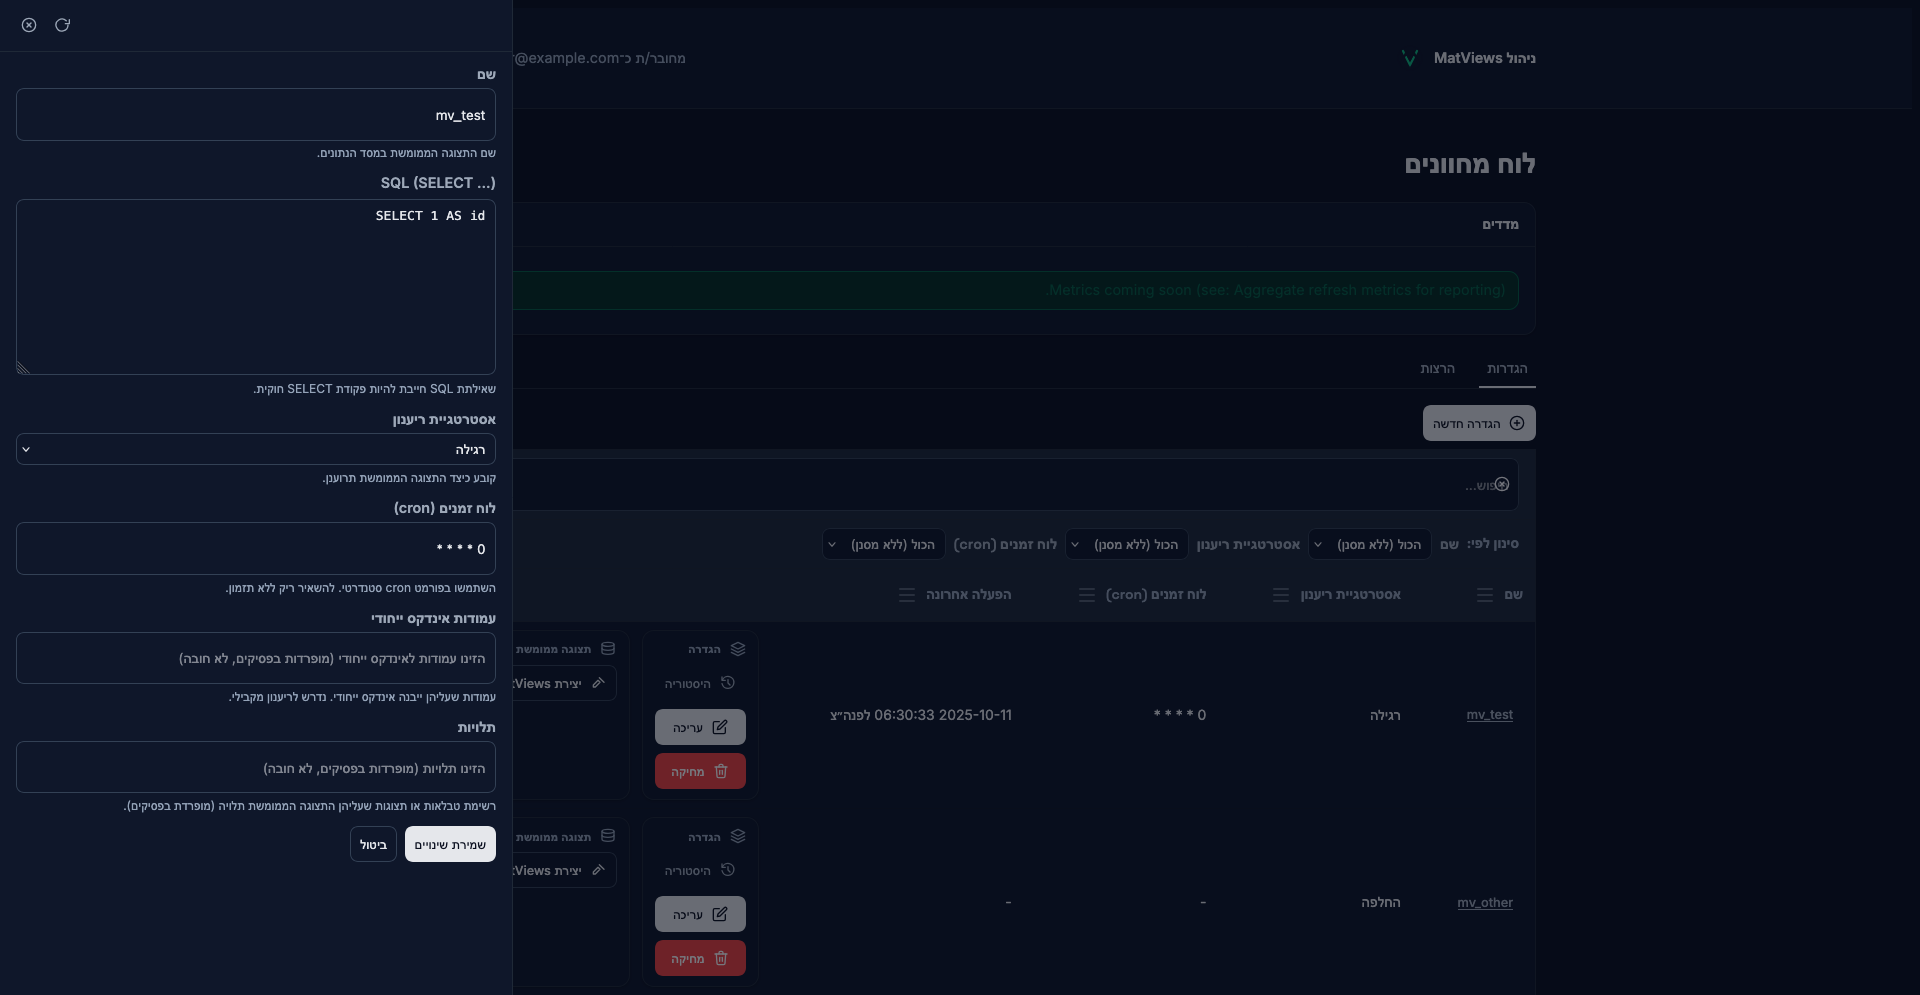 שם
mv_test
שם התצוגה הממומשת במסד הנתונים.
SQL (SELECT ...)
SELECT 1 AS id
שאילתת SQL חייבת להיות פקודת SELECT חוקית.
אסטרטגיית ריענון
רגילה
קובע כיצד התצוגה הממומשת תרוענן.
לוח זמנים (cron)
0 * * * *
השתמשו בפורמט cron סטנדרטי. להשאיר ריק ללא תזמון.
עמודות אינדקס ייחודי
הזינו עמודות לאינדקס ייחודי (מופרדות בפסיקים, לא חובה)
עמודות שעליהן ייבנה אינדקס ייחודי. נדרש לריענון מקבילי.
תלויות
הזינו תלויות (מופרדות בפסיקים, לא חובה)
רשימת טבלאות או תצוגות שעליהן התצוגה הממומשת תלויה (מופרדת בפסיקים).
שמירת שינויים
ביטול
ניהול MatViews
מחובר/ת כ־r@example.com
לוח מחוונים
מדדים
Metrics coming soon (see: Aggregate refresh metrics for reporting).
הגדרות
הרצות
הגדרה חדשה
סינון לפי: שם הכול (ללא מסנן) אסטרטגיית ריענון הכול (ללא מסנן) לוח זמנים (cron) הכול (ללא מסנן)
שם אסטרטגיית ריענון לוח זמנים (cron) הפעלה אחרונה
mv_test רגילה 0 * * * * 2025-10-11 06:30:33 לפנה״צ
הגדרה
היסטוריה
עריכה
מחיקה
תצוגה ממומשת
יצירת
mv_other החלפה - -
הגדרה
היסטוריה
עריכה
מחיקה
תצוגה ממומשת
יצירת